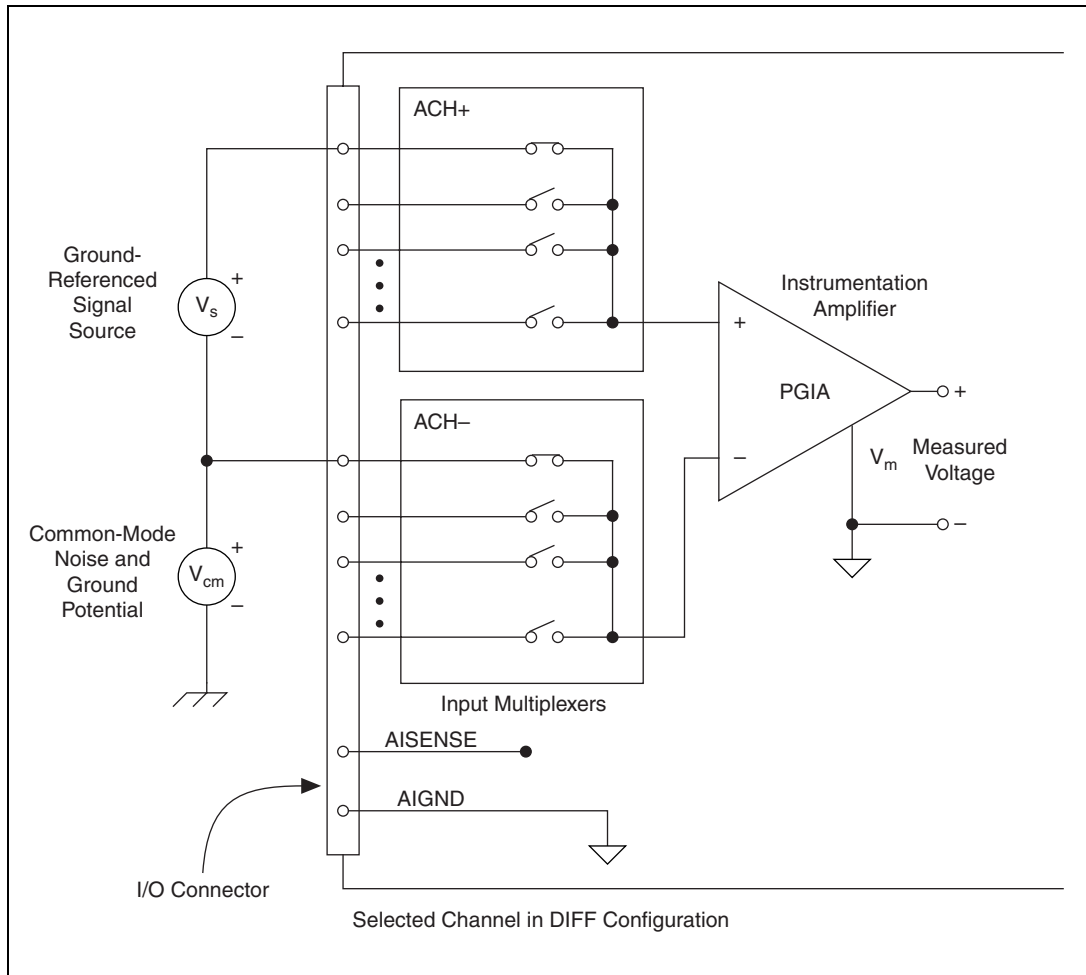 ACH+
Ground-
Referenced
Signal
Source
+
Vs
–
Instrumentation
Amplifier
+
PGIA
–
+
Vm
Measured
Voltage
–
ACH–
Common-Mode
Noise and
Ground
Potential
+
Vcm
–
Input Multiplexers
AISENSE
AIGND
I/O Connector
Selected Channel in DIFF Configuration